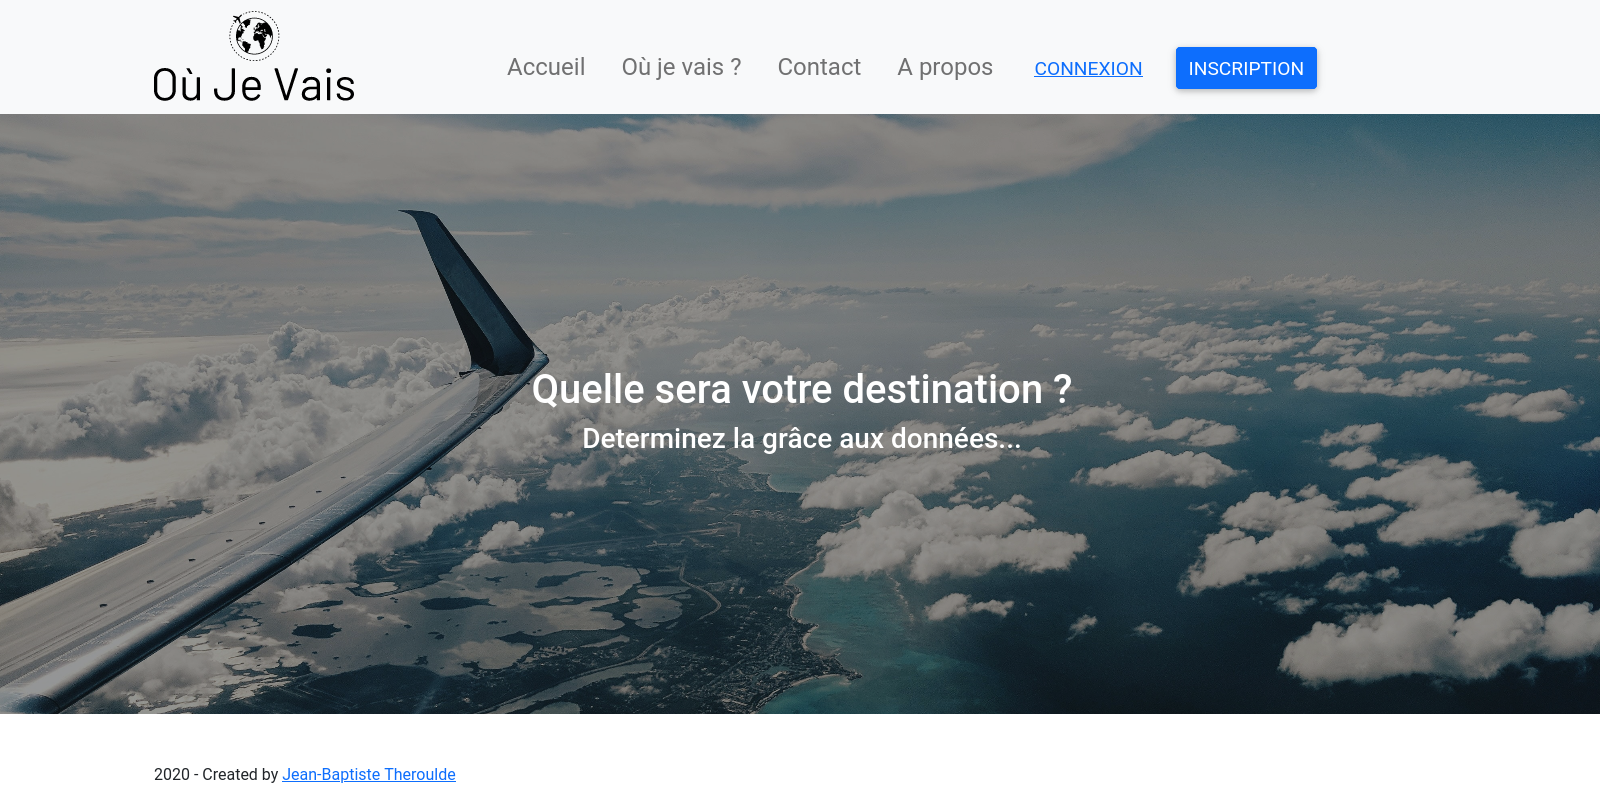 Où Je Vais
Accueil Où je vais ? Contact A propos CONNEXION INSCRIPTION
Quelle sera votre destination ?
Determinez la grâce aux données...
2020 - Created by Jean-Baptiste Theroulde